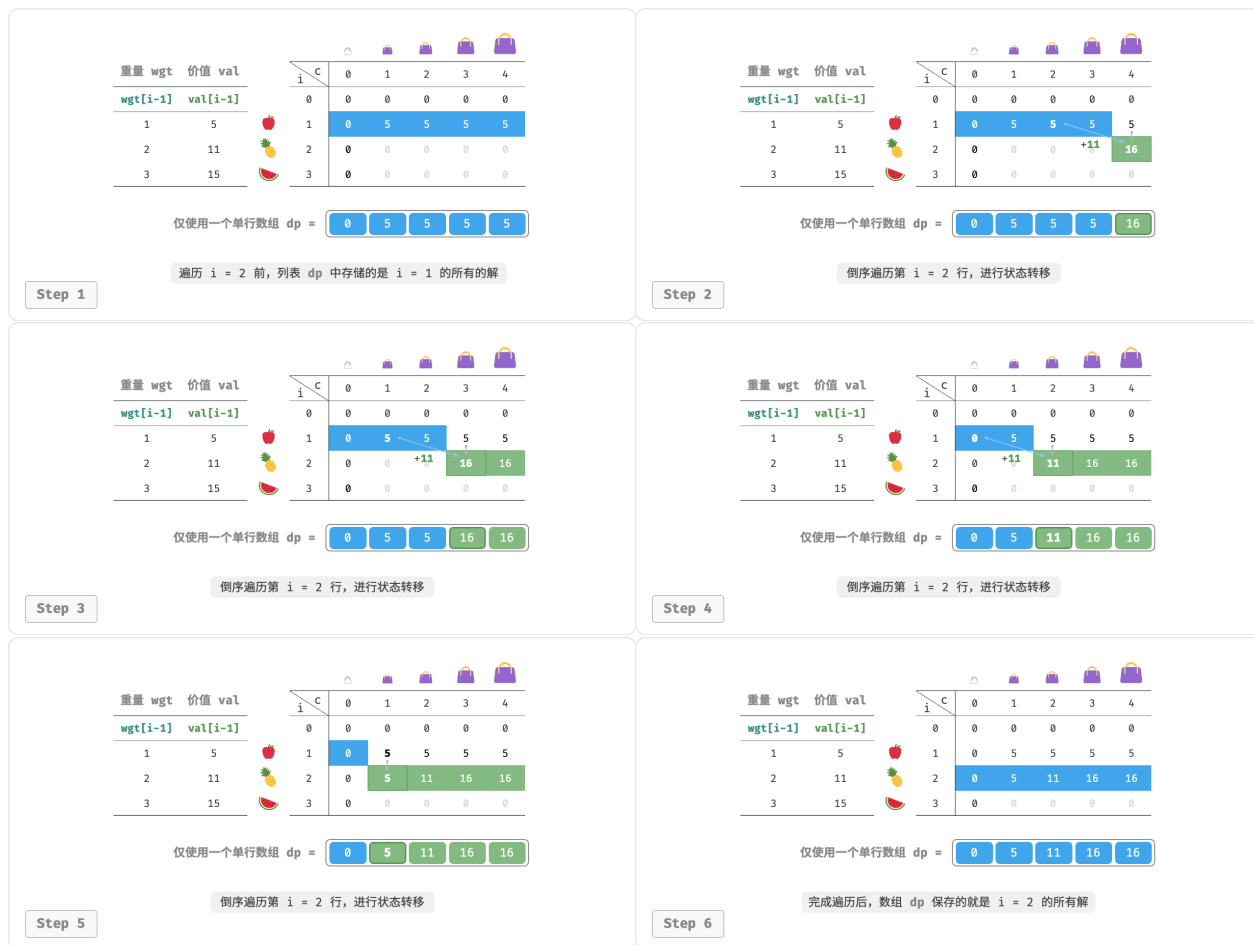 重量 wgt 价值 val
i C 0 1 2 3 4
wgt[i-1] val[i-1] 0 0 0 0 0 0
1 5 1 0 5 5 5 5
2 11 2 0 0 0 0 0
3 15 3 0 0 0 0 0
仅使用一个单行数组 dp = 0 5 5 5 5
遍历 i = 2 前，列表 dp 中存储的是 i = 1 的所有的解
Step 1
重量 wgt 价值 val
i C 0 1 2 3 4
wgt[i-1] val[i-1] 0 0 0 0 0 0
1 5 1 0 5 5 5 5
+11
2 11 2 0 0 0 0 16
3 15 3 0 0 0 0 0
仅使用一个单行数组 dp = 0 5 5 5 16
倒序遍历第 i = 2 行，进行状态转移
Step 2
重量 wgt 价值 val
i C 0 1 2 3 4
wgt[i-1] val[i-1] 0 0 0 0 0 0
1 5 1 0 5 5 5 5
+11
2 11 2 0 0 0 16 16
3 15 3 0 0 0 0 0
仅使用一个单行数组 dp = 0 5 5 16 16
倒序遍历第 i = 2 行，进行状态转移
Step 3
重量 wgt 价值 val
i C 0 1 2 3 4
wgt[i-1] val[i-1] 0 0 0 0 0 0
1 5 1 0 5 5 5 5
+11
2 11 2 0 0 11 16 16
3 15 3 0 0 0 0 0
仅使用一个单行数组 dp = 0 5 11 16 16
倒序遍历第 i = 2 行，进行状态转移
Step 4
重量 wgt 价值 val
i C 0 1 2 3 4
wgt[i-1] val[i-1] 0 0 0 0 0 0
1 5 1 0 5 5 5 5
2 11 2 0 5 11 16 16
3 15 3 0 0 0 0 0
仅使用一个单行数组 dp = 0 5 11 16 16
倒序遍历第 i = 2 行，进行状态转移
Step 5
重量 wgt 价值 val
i C 0 1 2 3 4
wgt[i-1] val[i-1] 0 0 0 0 0 0
1 5 1 0 5 5 5 5
2 11 2 0 5 11 16 16
3 15 3 0 0 0 0 0
仅使用一个单行数组 dp = 0 5 11 16 16
完成遍历后，数组 dp 保存的就是 i = 2 的所有解
Step 6